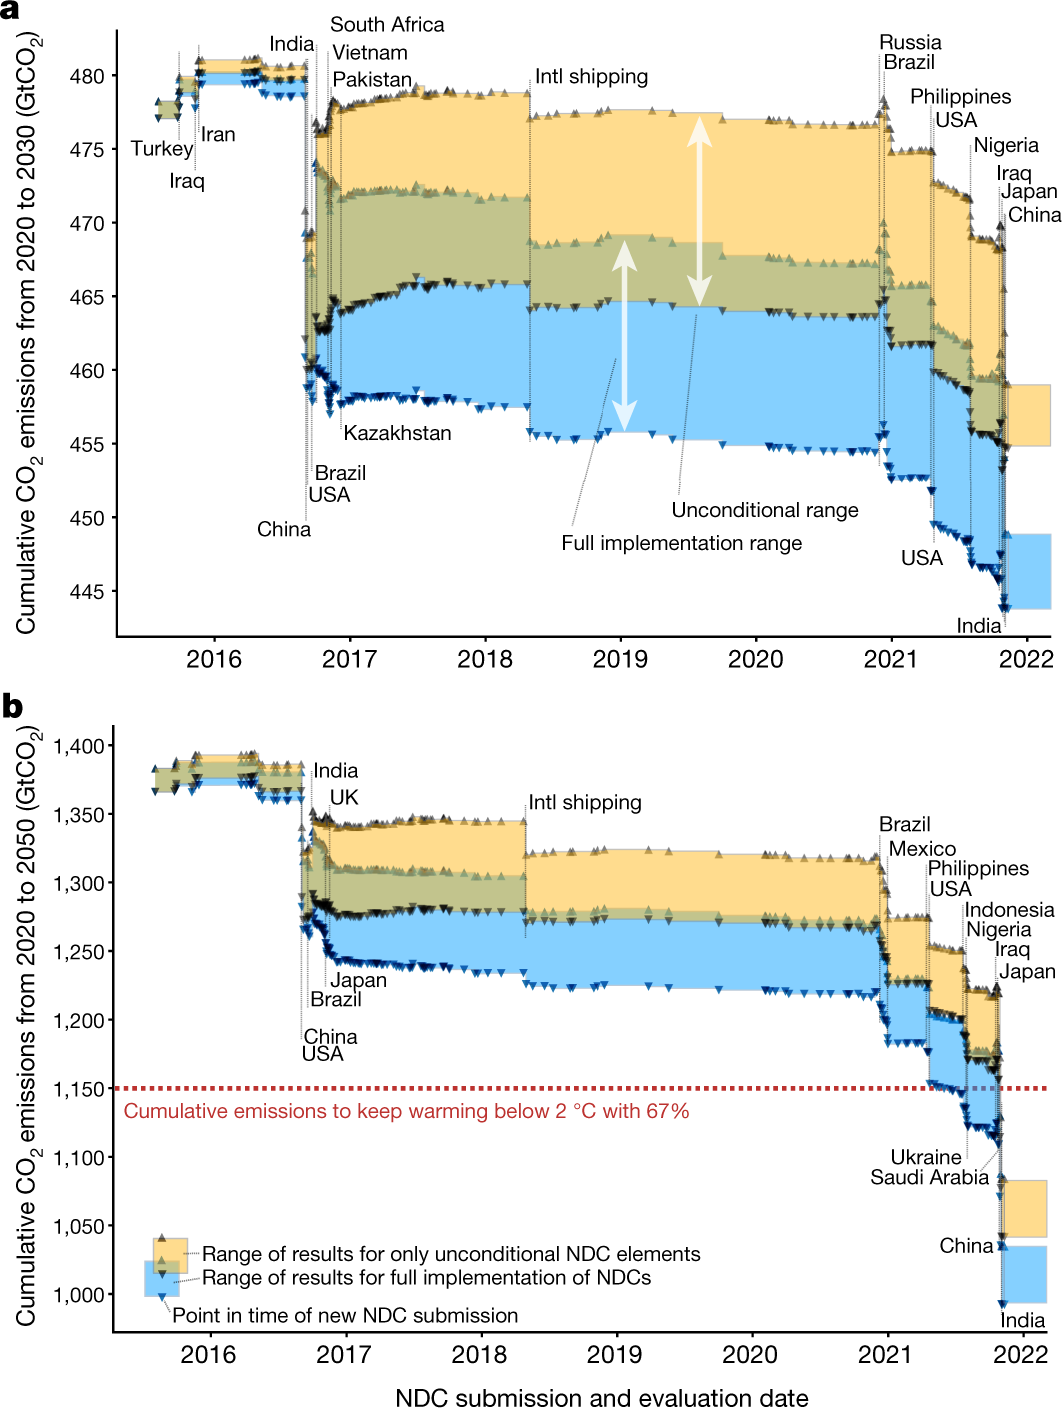 a
Cumulative CO2 emissions from 2020 to 2030 (GtCO2)
480
475
470
465
460
455
450
445
South Africa
India
Vietnam
Pakistan
Intl shipping
Russia
Brazil
Philippines
USA
Nigeria
Iraq
Japan
China
Turkey
Iran
Iraq
Kazakhstan
Brazil
USA
China
Unconditional range
Full implementation range
USA
India
2016
2017
2018
2019
2020
2021
2022
b
Cumulative CO2 emissions from 2020 to 2050 (GtCO2)
1,400
1,350
1,300
1,250
1,200
1,150
1,100
1,050
1,000
India
UK
Intl shipping
Brazil
Mexico
Philippines
USA
Indonesia
Nigeria
Iraq
Japan
Japan
Brazil
China
USA
Cumulative emissions to keep warming below 2 °C with 67%
Ukraine
Saudi Arabia
China
India
Range of results for only unconditional NDC elements
Range of results for full implementation of NDCs
Point in time of new NDC submission
2016
2017
2018
2019
2020
2021
2022
NDC submission and evaluation date